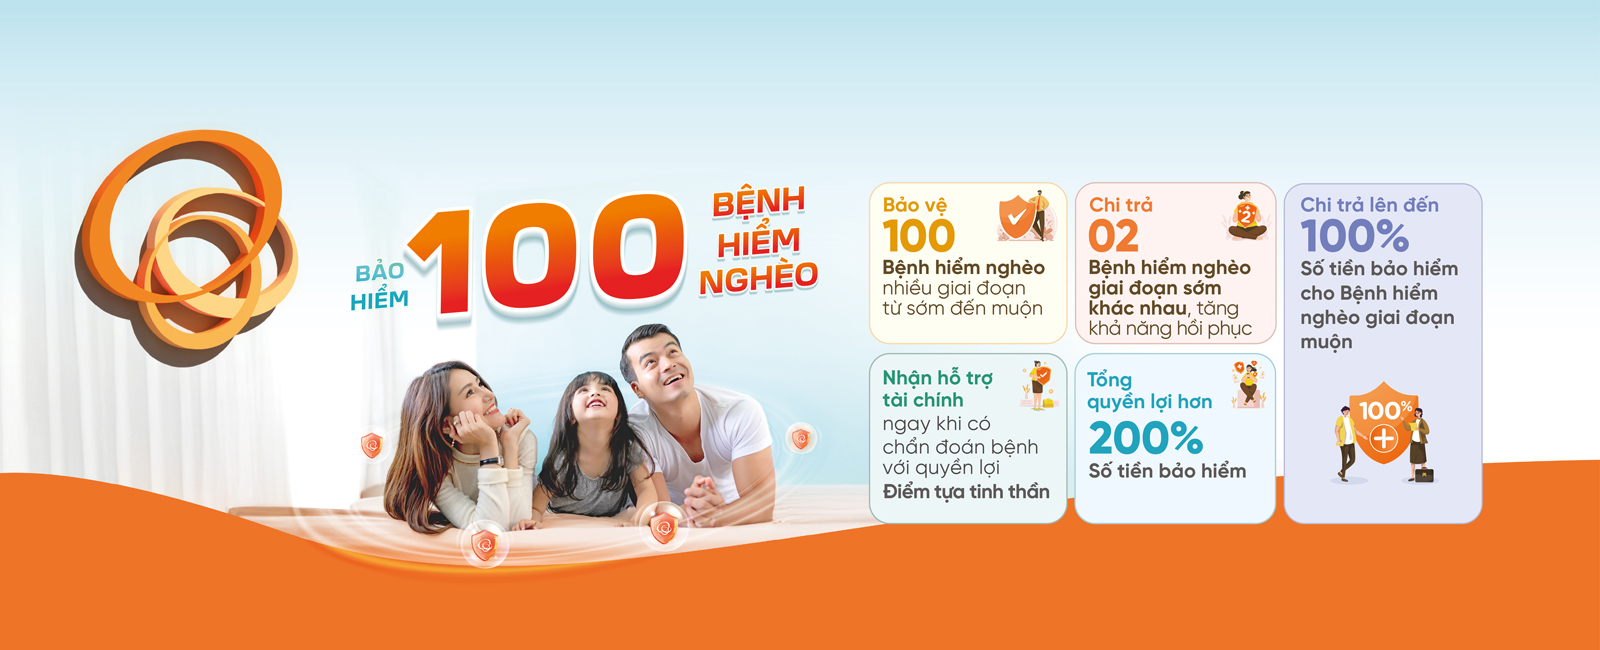 BẢO
HIỂM
100
BỆNH
HIỂM
NGHÈO
Bảo vệ
100
Bệnh hiểm nghèo
nhiều giai đoạn
từ sớm đến muộn
Chi trả
02
Bệnh hiểm nghèo
giai đoạn sớm
khác nhau, tăng
khả năng hồi phục
2
Chi trả lên đến
100%
Số tiền bảo hiểm
cho Bệnh hiểm
nghèo giai đoạn
muộn
100%
Nhận hỗ trợ
tài chính
ngay khi có
chẩn đoán bệnh
với quyền lợi
Điểm tựa tinh thần
Tổng
quyền lợi hơn
200%
Số tiền bảo hiểm